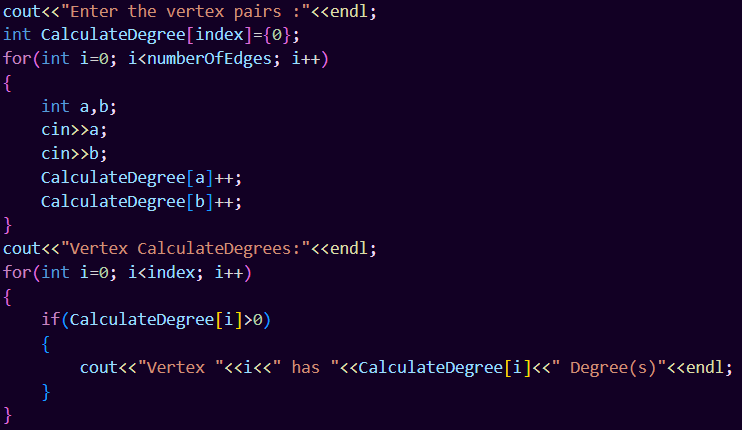 cout<<"Enter the vertex pairs :"<<endl;
int CalculateDegree[index]={0};
for(int i=0; i<numberOfEdges; i++)
{
    int a,b;
    cin>>a;
    cin>>b;
    CalculateDegree[a]++;
    CalculateDegree[b]++;
}
cout<<"Vertex CalculateDegrees:"<<endl;
for(int i=0; i<index; i++)
{
    if(CalculateDegree[i]>0)
    {
        cout<<"Vertex "<<i<<" has "<<CalculateDegree[i]<<" Degree(s)"<<endl;
    }
}